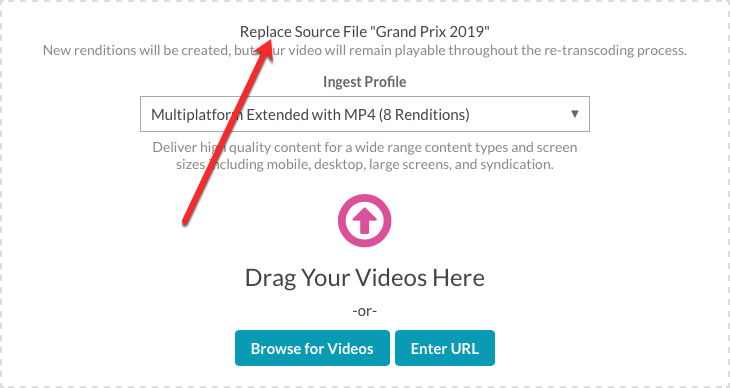 Replace Source File "Grand Prix 2019"
New renditions will be created, but your video will remain playable throughout the re-transcoding process.
Ingest Profile
Multiplatform Extended with MP4 (8 Renditions)
Deliver high quality content for a wide range content types and screen
sizes including mobile, desktop, large screens, and syndication.
Drag Your Videos Here
-or-
Browse for Videos Enter URL